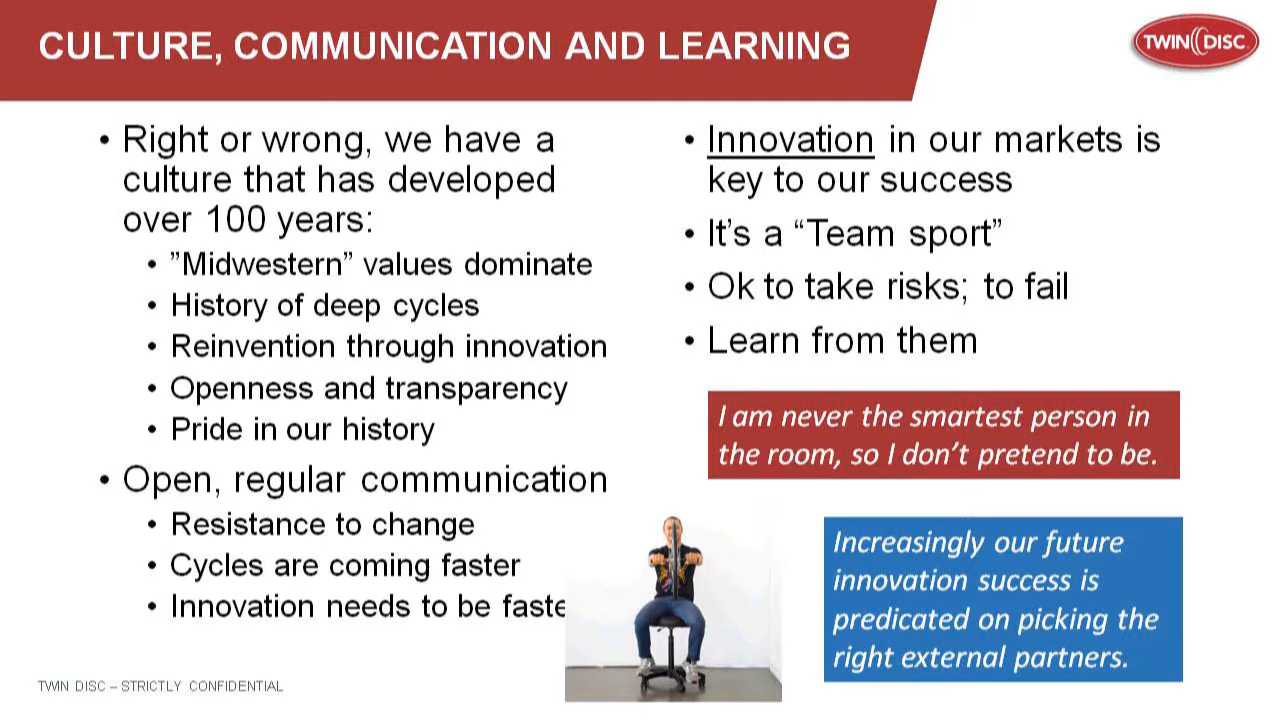 CULTURE, COMMUNICATION AND LEARNING
TWIN DISC
• Right or wrong, we have a
culture that has developed
over 100 years:
• ”Midwestern” values dominate
• History of deep cycles
• Reinvention through innovation
• Openness and transparency
• Pride in our history
• Open, regular communication
• Resistance to change
• Cycles are coming faster
• Innovation needs to be faste
• Innovation in our markets is
key to our success
• It’s a “Team sport”
• Ok to take risks; to fail
• Learn from them
I am never the smartest person in
the room, so I don’t pretend to be.
Increasingly our future
innovation success is
predicated on picking the
right external partners.
TWIN DISC – STRICTLY CONFIDENTIAL